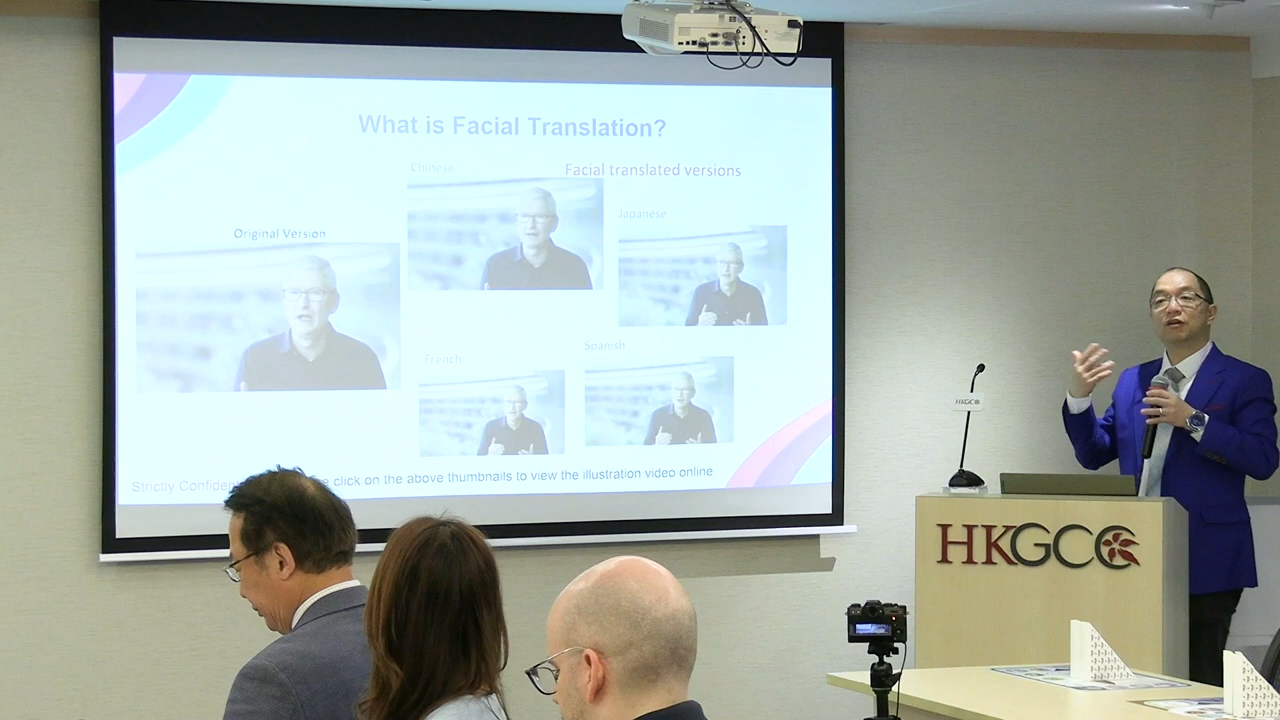 What is Facial Translation?
Chinese
Facial translated versions
Japanese
Original Version
French
Spanish
Strictly Confiden click on the above thumbnails to view the illustration video online
HKGCC
HKGCC